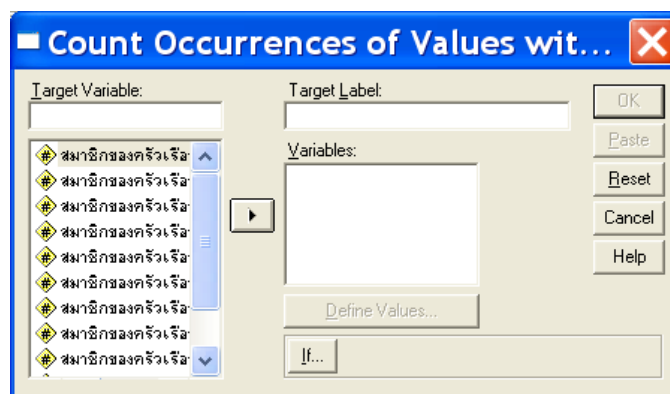 Count Occurrences of Values wit...
Target Variable:
Target Label:
OK
สมาชิกของครัวเรือ
Variables:
Paste
สมาชิกของครัวเรือ
Reset
สมาชิกของครัวเรือ
สมาชิกของครัวเรือ
Cancel
สมาชิกของครัวเรือ
Help
สมาชิกของครัวเรือ
สมาชิกของครัวเรือ
Define Values...
สมาชิกของครัวเรือ
สมาชิกของครัวเรือ
If...